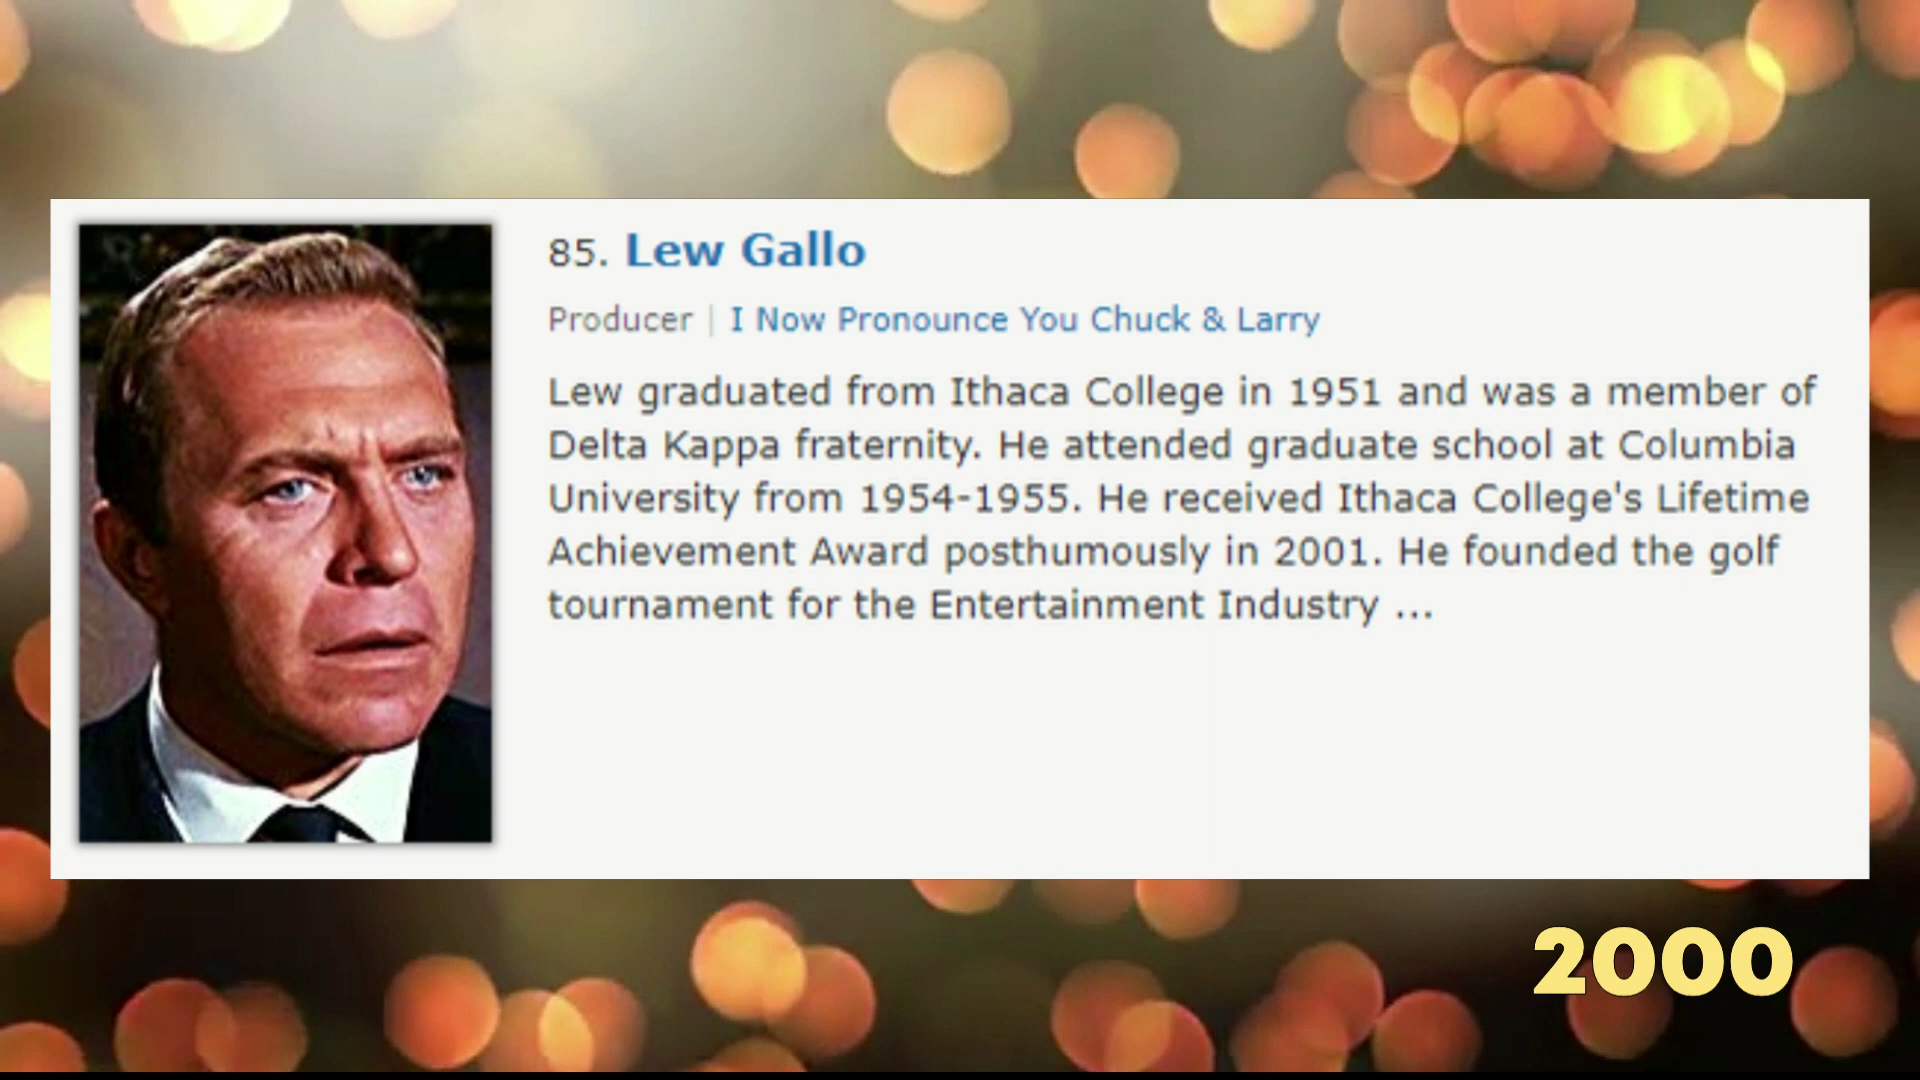 85. Lew Gallo
Producer | I Now Pronounce You Chuck & Larry
Lew graduated from Ithaca College in 1951 and was a member of
Delta Kappa fraternity. He attended graduate school at Columbia
University from 1954-1955. He received Ithaca College's Lifetime
Achievement Award posthumously in 2001. He founded the golf
tournament for the Entertainment Industry ...
2000